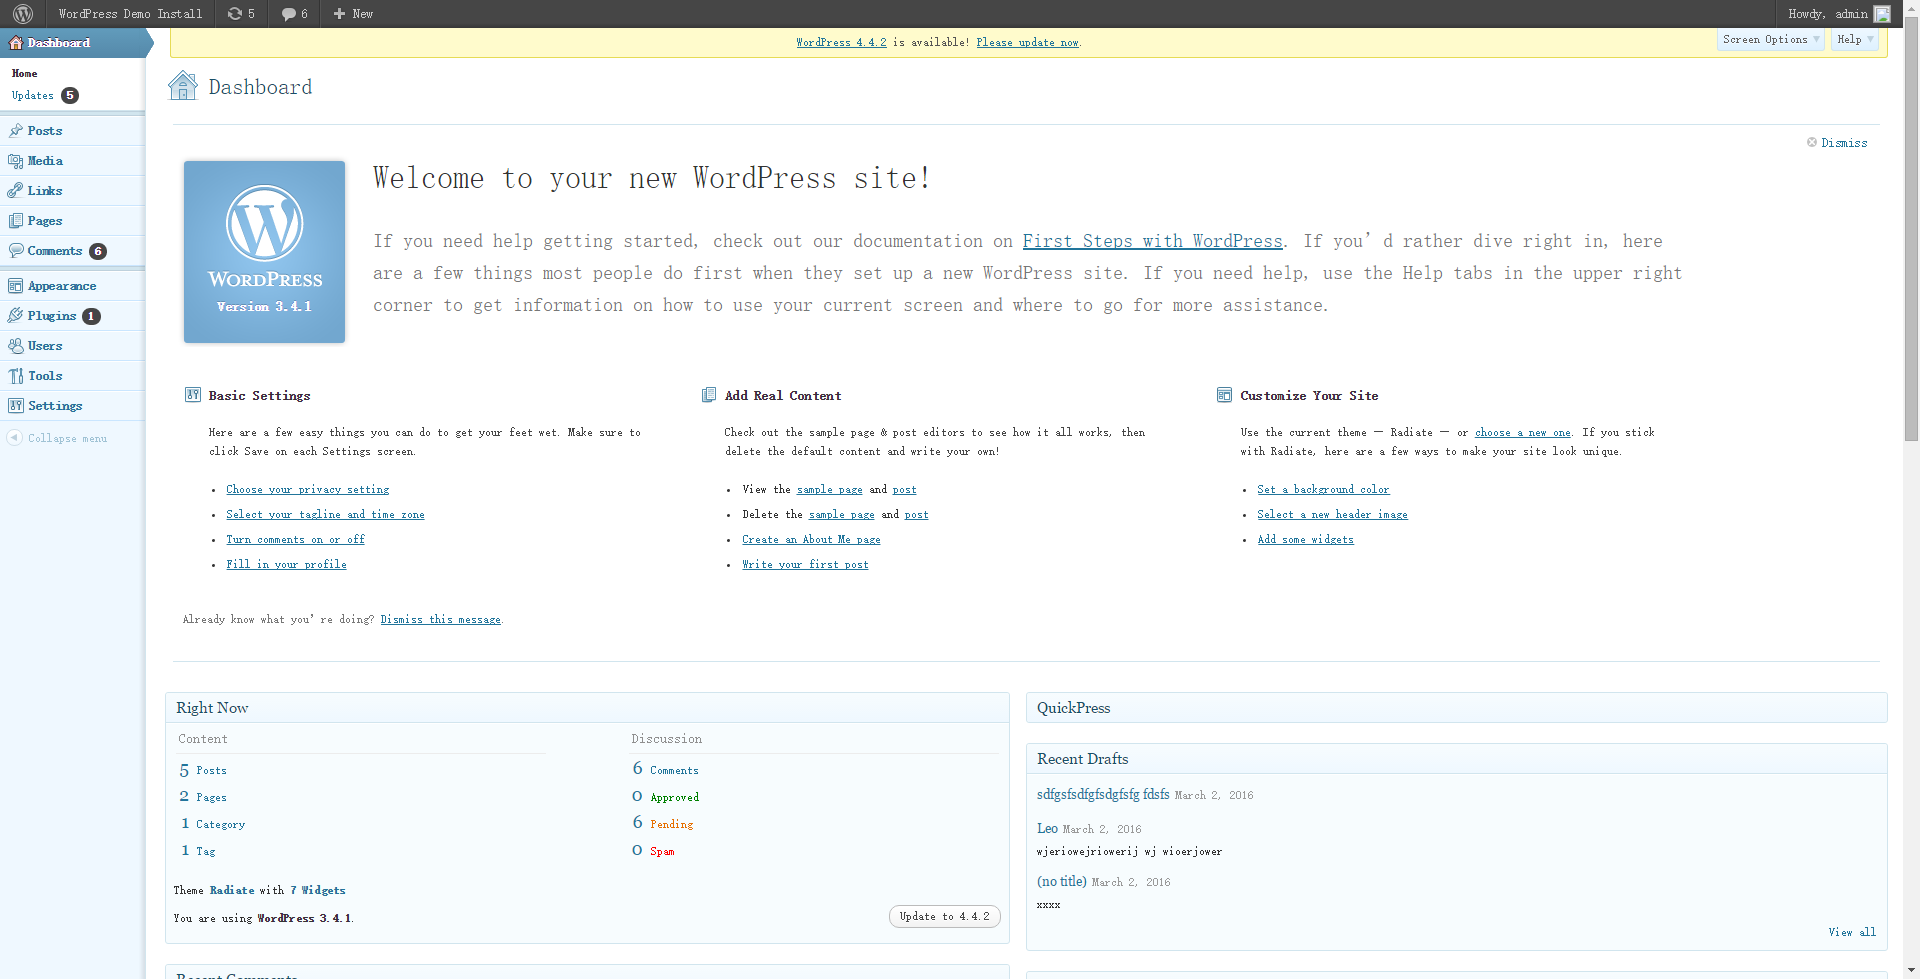 WordPress Demo Install 5 6 New Howdy, admin
Dashboard
WordPress 4.4.2 is available! Please update now.
Screen Options Help
Home
Updates 5
Posts
Media
Links
Pages
Comments 6
Appearance
Plugins 1
Users
Tools
Settings
Collapse menu
Dashboard
Dismiss
WORDPRESS
Version 3.4.1
Welcome to your new WordPress site!
If you need help getting started, check out our documentation on First Steps with WordPress. If you’d rather dive right in, here
are a few things most people do first when they set up a new WordPress site. If you need help, use the Help tabs in the upper right
corner to get information on how to use your current screen and where to go for more assistance.
Basic Settings
Here are a few easy things you can do to get your feet wet. Make sure to
click Save on each Settings screen.
• Choose your privacy setting
• Select your tagline and time zone
• Turn comments on or off
• Fill in your profile
Add Real Content
Check out the sample page & post editors to see how it all works, then
delete the default content and write your own!
• View the sample page and post
• Delete the sample page and post
• Create an About Me page
• Write your first post
Customize Your Site
Use the current theme — Radiate — or choose a new one. If you stick
with Radiate, here are a few ways to make your site look unique.
• Set a background color
• Select a new header image
• Add some widgets
Already know what you’re doing? Dismiss this message.
Right Now
Content
5 Posts
2 Pages
1 Category
1 Tag
Discussion
6 Comments
0 Approved
6 Pending
0 Spam
Theme Radiate with 7 Widgets
You are using WordPress 3.4.1.
Update to 4.4.2
Recent Comments
QuickPress
Recent Drafts
sdfgsfsdfgfsdgfsfg fdsfs March 2, 2016
Leo March 2, 2016
wjeriowejriowerij wj wioerjower
(no title) March 2, 2016
xxxx
View all